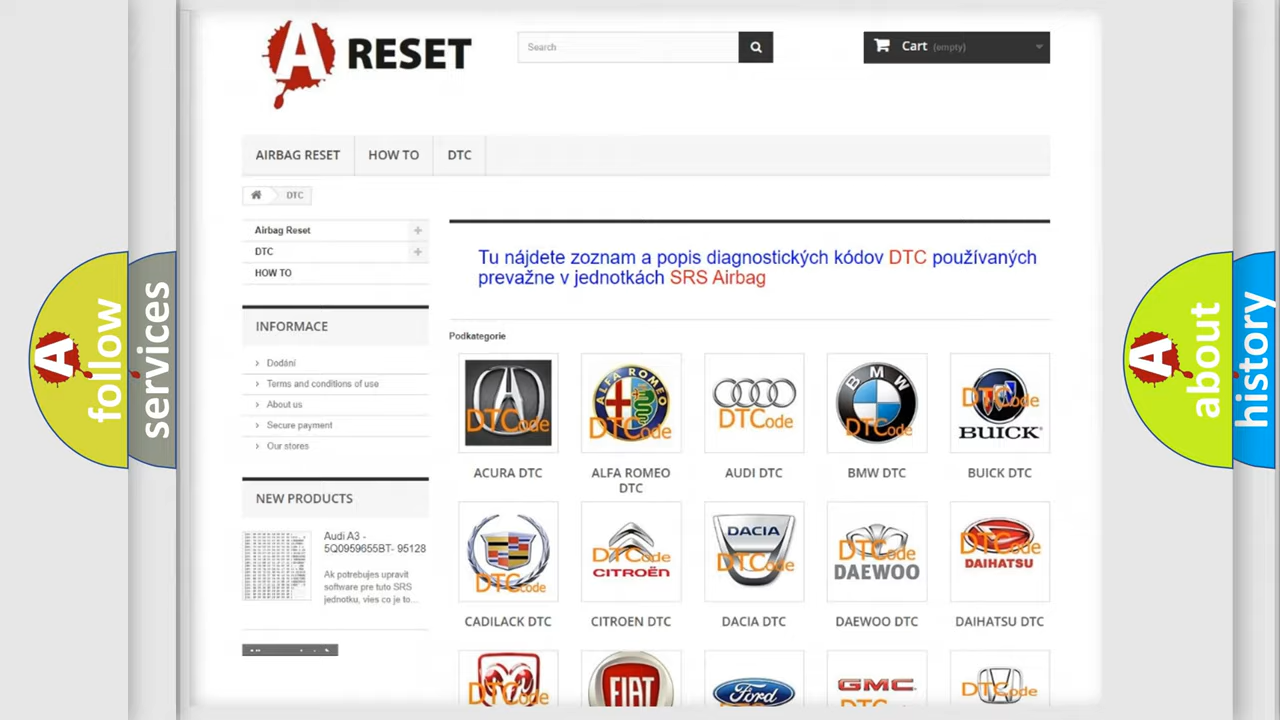 A RESET
Search
Cart (empty)
AIRBAG RESET
HOW TO
DTC
DTC
Airbag Reset
DTC
HOW TO
INFORMACE
Dodání
Terms and conditions of use
About us
Secure payment
Our stores
NEW PRODUCTS
Audi A3 -
5Q0959655BT- 95128
Ak potrebujes upravit
software pre tuto SRS
jednotku, vies co je to...
Tu nájdete zoznam a popis diagnostických kódov DTC používaných
prevažne v jednotkách SRS Airbag
Podkategorie
DTCode
ALFA ROMEO
DTCode
DTCode
BMW
DTCode
DTCode
BUICK
ACURA DTC
ALFA ROMEO
DTC
AUDI DTC
BMW DTC
BUICK DTC
DTCode
DTCode
CITROËN
DACIA
DTCode
DTCode
DAEWOO
DTCode
DAIHATSU
CADILACK DTC
CITROEN DTC
DACIA DTC
DAEWOO DTC
DAIHATSU DTC
DTCode
FIAT
Ford
GMC
DTCode
A follow
services
A about
history